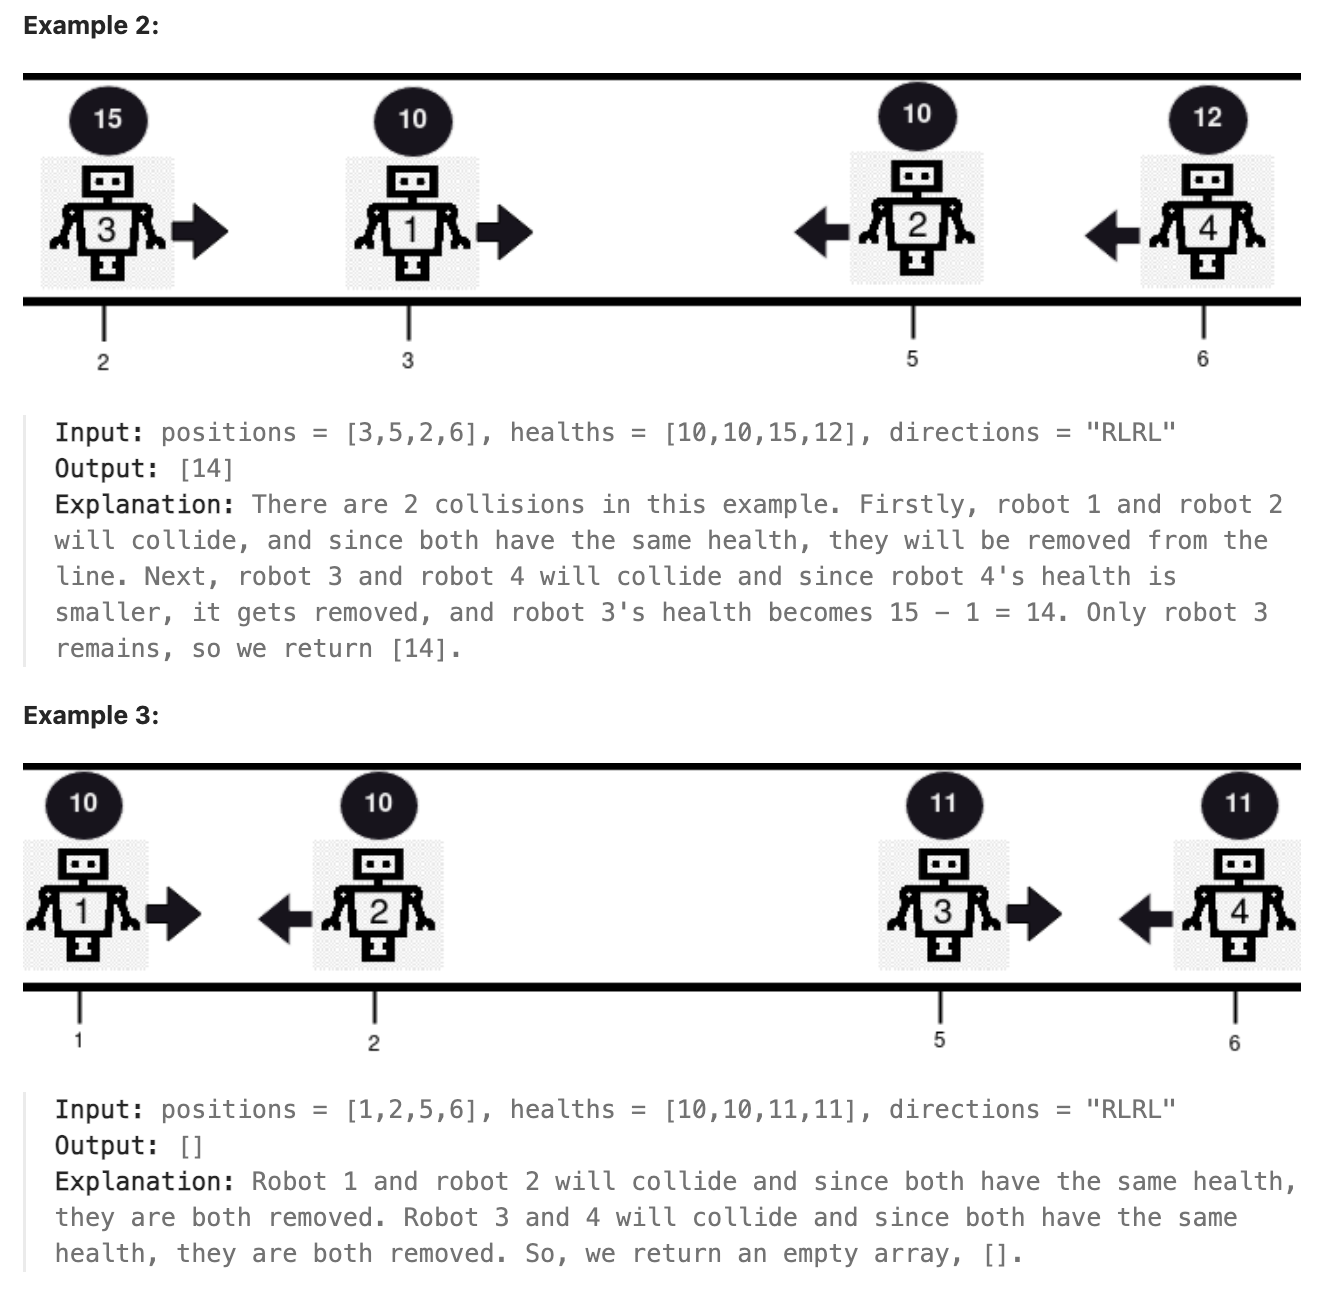 Example 2:
15 10 10 12
3 1 2 4
2 3 5 6
Input: positions = [3,5,2,6], healths = [10,10,15,12], directions = "RLRL"
Output: [14]
Explanation: There are 2 collisions in this example. Firstly, robot 1 and robot 2
will collide, and since both have the same health, they will be removed from the
line. Next, robot 3 and robot 4 will collide and since robot 4's health is
smaller, it gets removed, and robot 3's health becomes 15 - 1 = 14. Only robot 3
remains, so we return [14].
Example 3:
10 10 11 11
1 2 3 4
1 2 5 6
Input: positions = [1,2,5,6], healths = [10,10,11,11], directions = "RLRL"
Output: []
Explanation: Robot 1 and robot 2 will collide and since both have the same health,
they are both removed. Robot 3 and 4 will collide and since both have the same
health, they are both removed. So, we return an empty array, [].